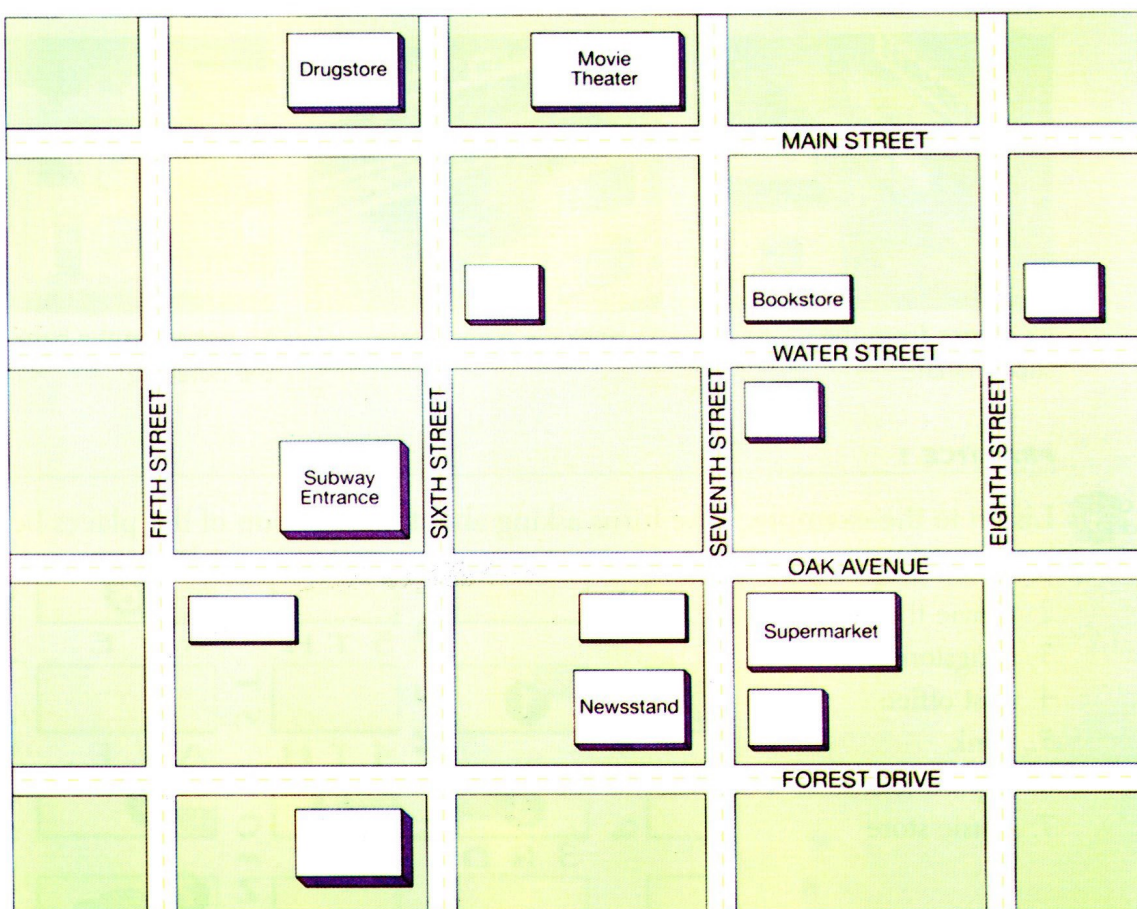 Drugstore
Movie
Theater
MAIN STREET
Bookstore
WATER STREET
FIFTH STREET
Subway
Entrance
SIXTH STREET
SEVENTH STREET
EIGHTH STREET
OAK AVENUE
Supermarket
Newsstand
FOREST DRIVE